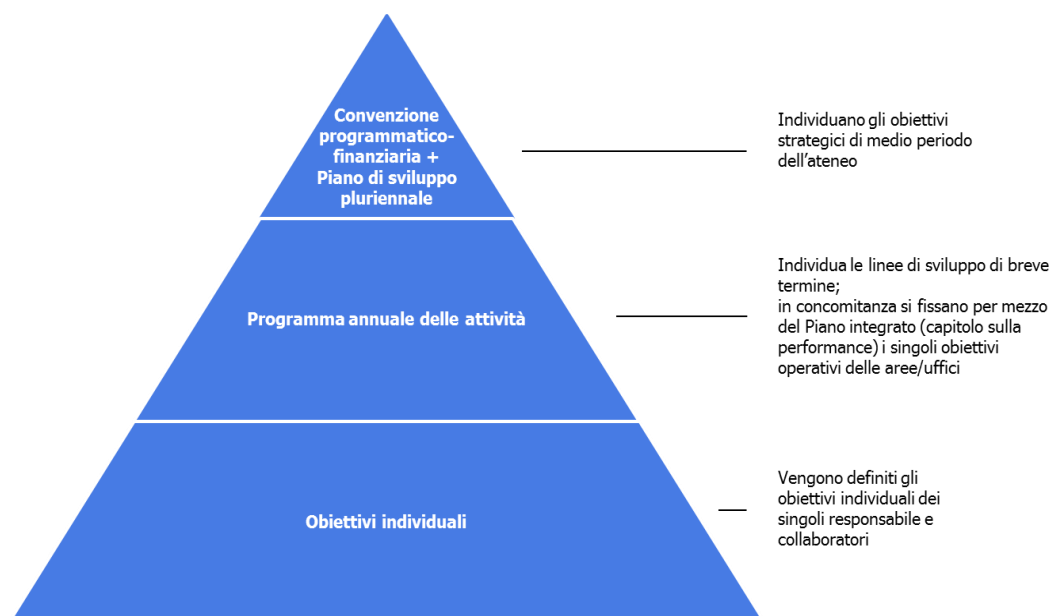 Convenzione
programmatico-
finanziaria +
Piano di sviluppo
pluriennale
Individuano gli obiettivi
strategici di medio periodo
dell'ateneo
Programma annuale delle attività
Individua le linee di sviluppo di breve
termine;
in concomitanza si fissano per mezzo
del Piano integrato (capitolo sulla
performance) i singoli obiettivi
operativi delle aree/uffici
Obiettivi individuali
Vengono definiti gli
obiettivi individuali dei
singoli responsabile e
collaboratori